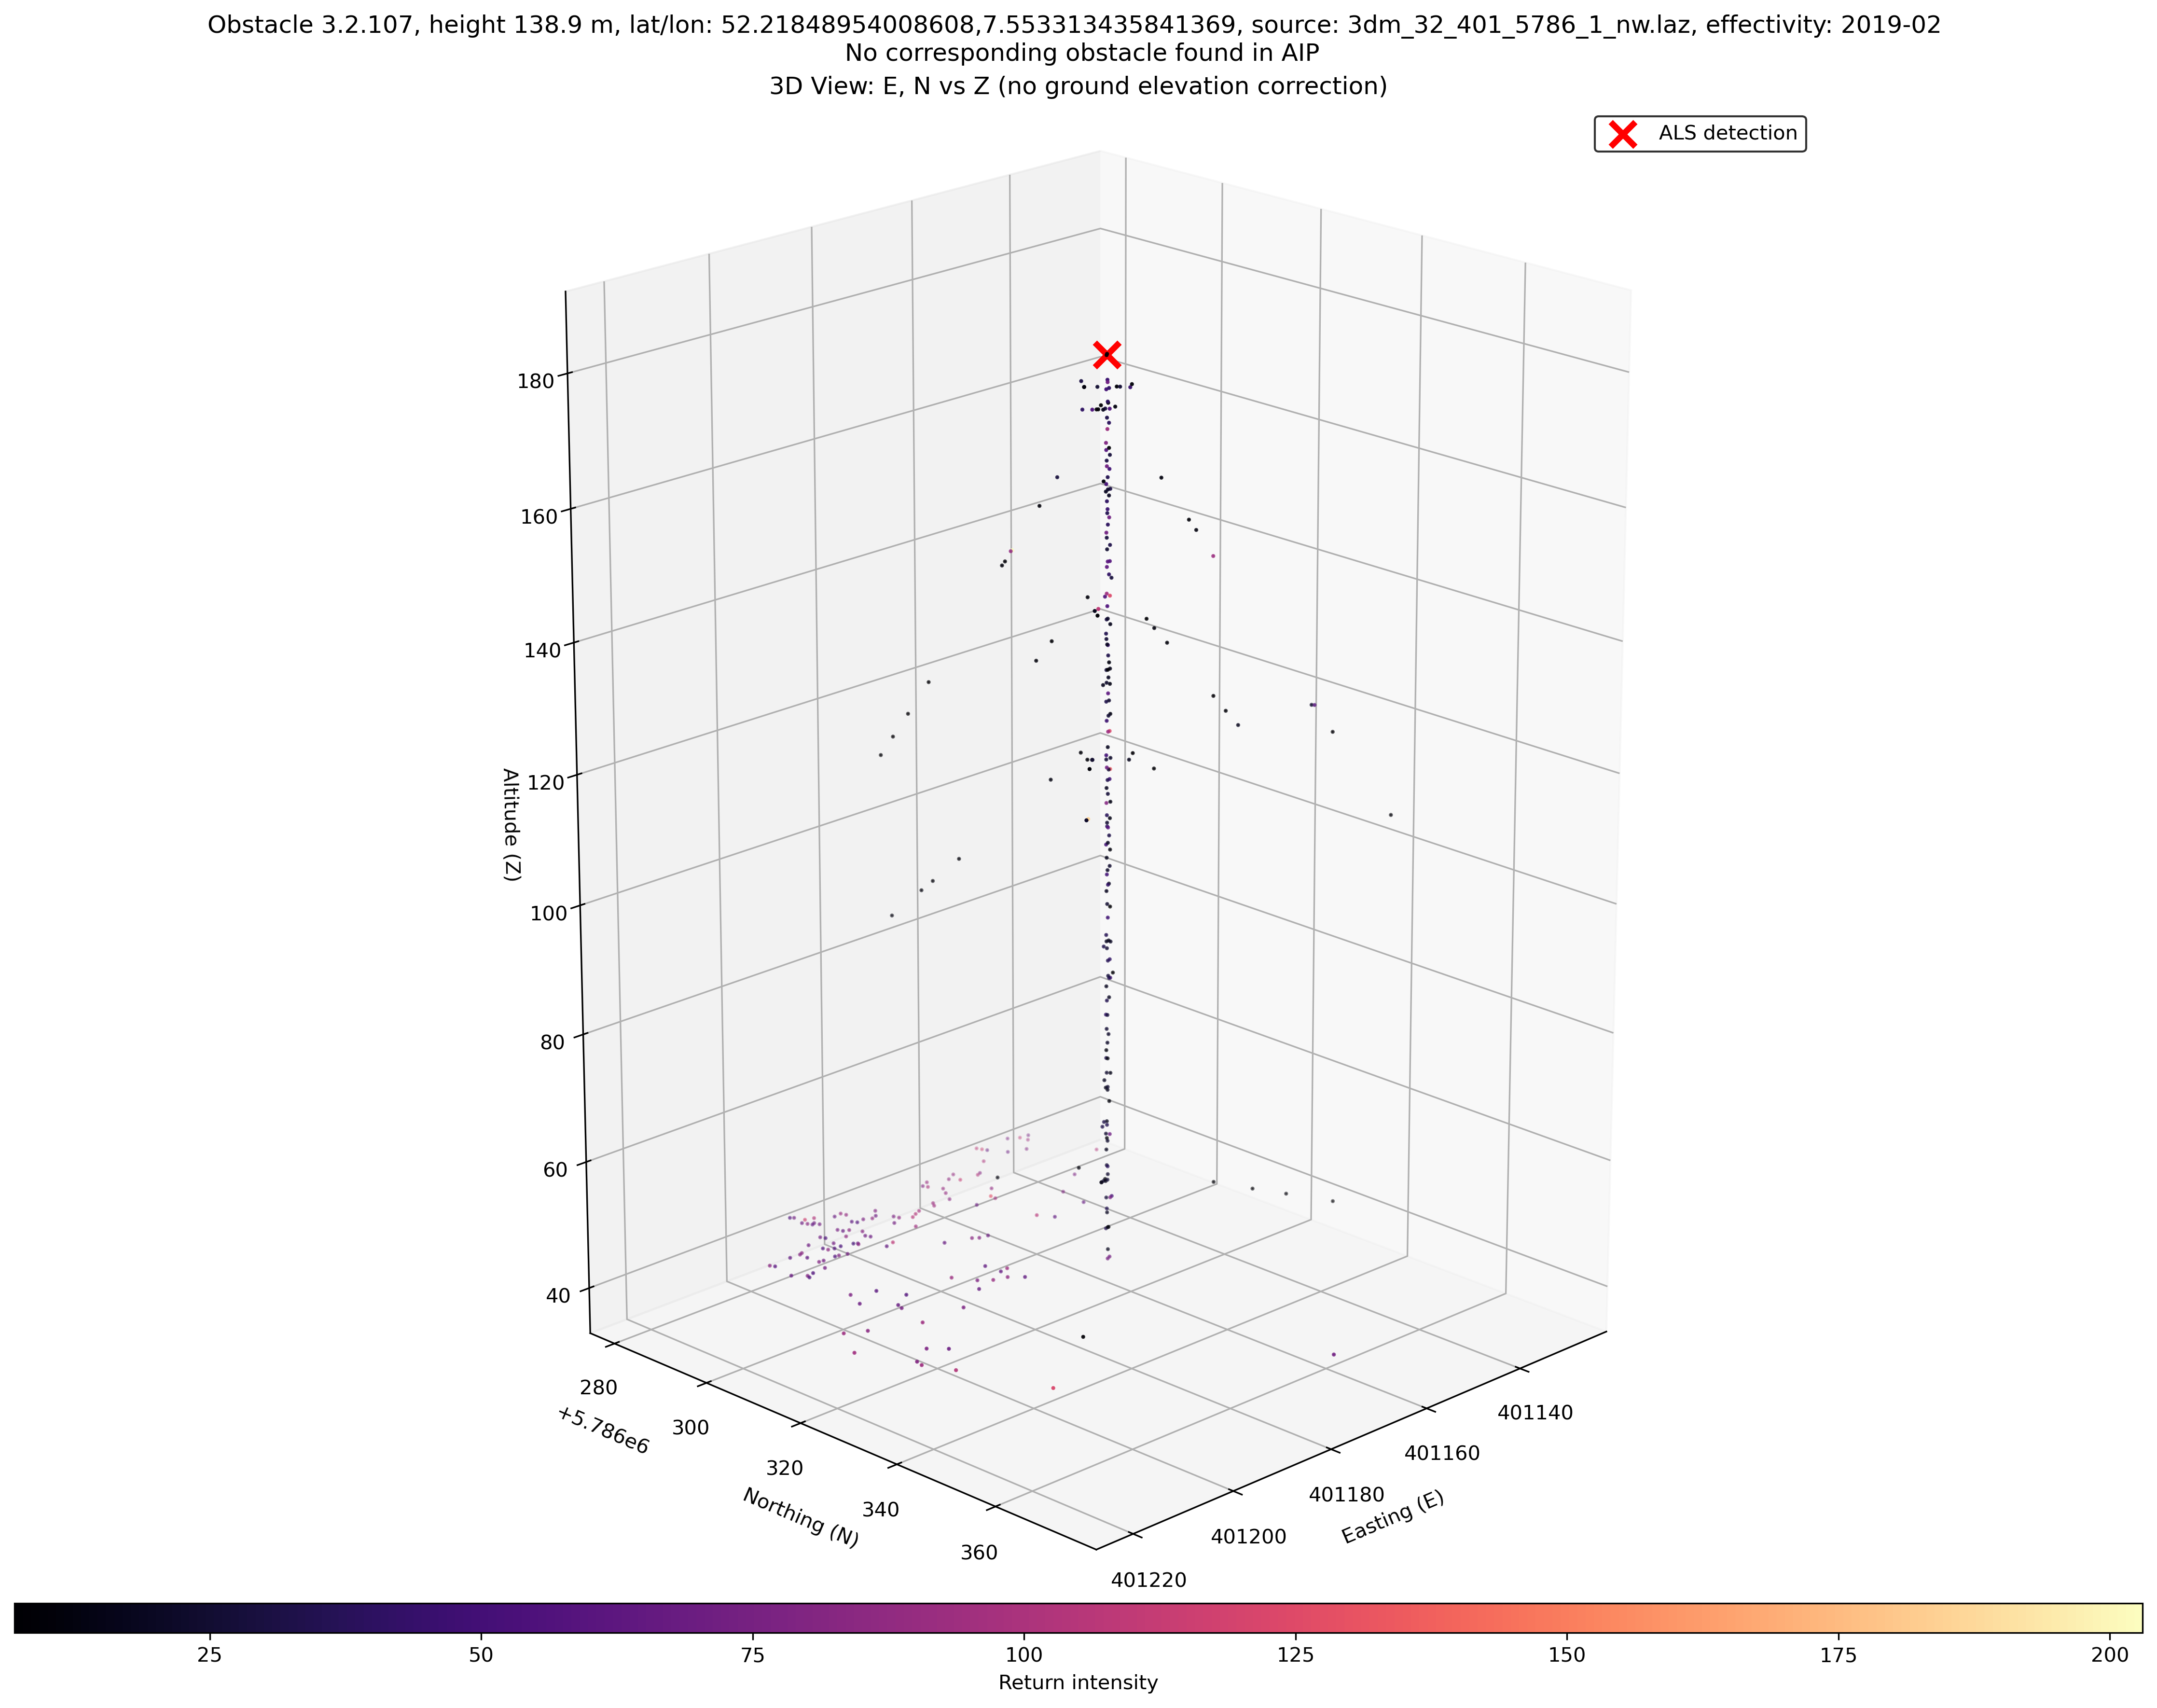 Obstacle 3.2.107, height 138.9 m, lat/lon: 52.21848954008608,7.553313435841369, source: 3dm_32_401_5786_1_nw.laz, effectivity: 2019-02
No corresponding obstacle found in AIP
3D View: E, N vs Z (no ground elevation correction)
ALS detection
180
160
140
120
100
80
60
40
Altitude (Z)
280
300
320
340
360
+5.786e6
Northing (N)
401140
401160
401180
401200
401220
Easting (E)
25
50
75
100
125
150
175
200
Return intensity